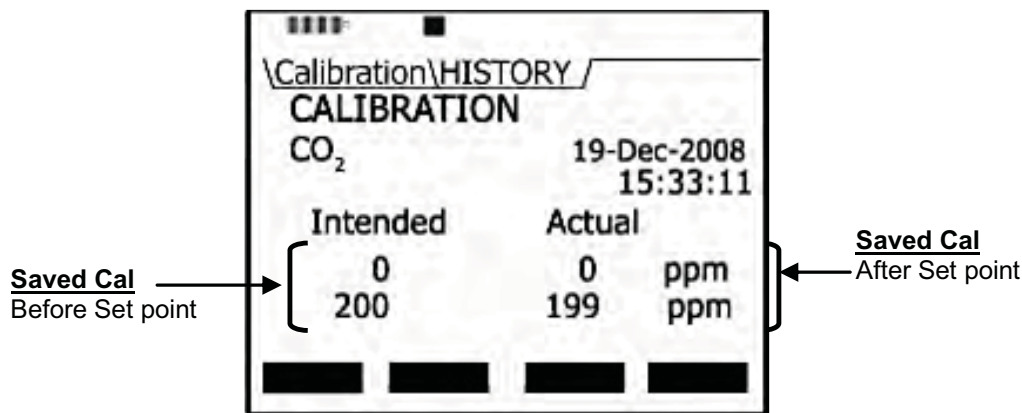 \Calibration\HISTORY /
CALIBRATION
CO₂ 19-Dec-2008
15:33:11
Intended Actual
0 0 ppm
200 199 ppm
Saved Cal
Before Set point
Saved Cal
After Set point